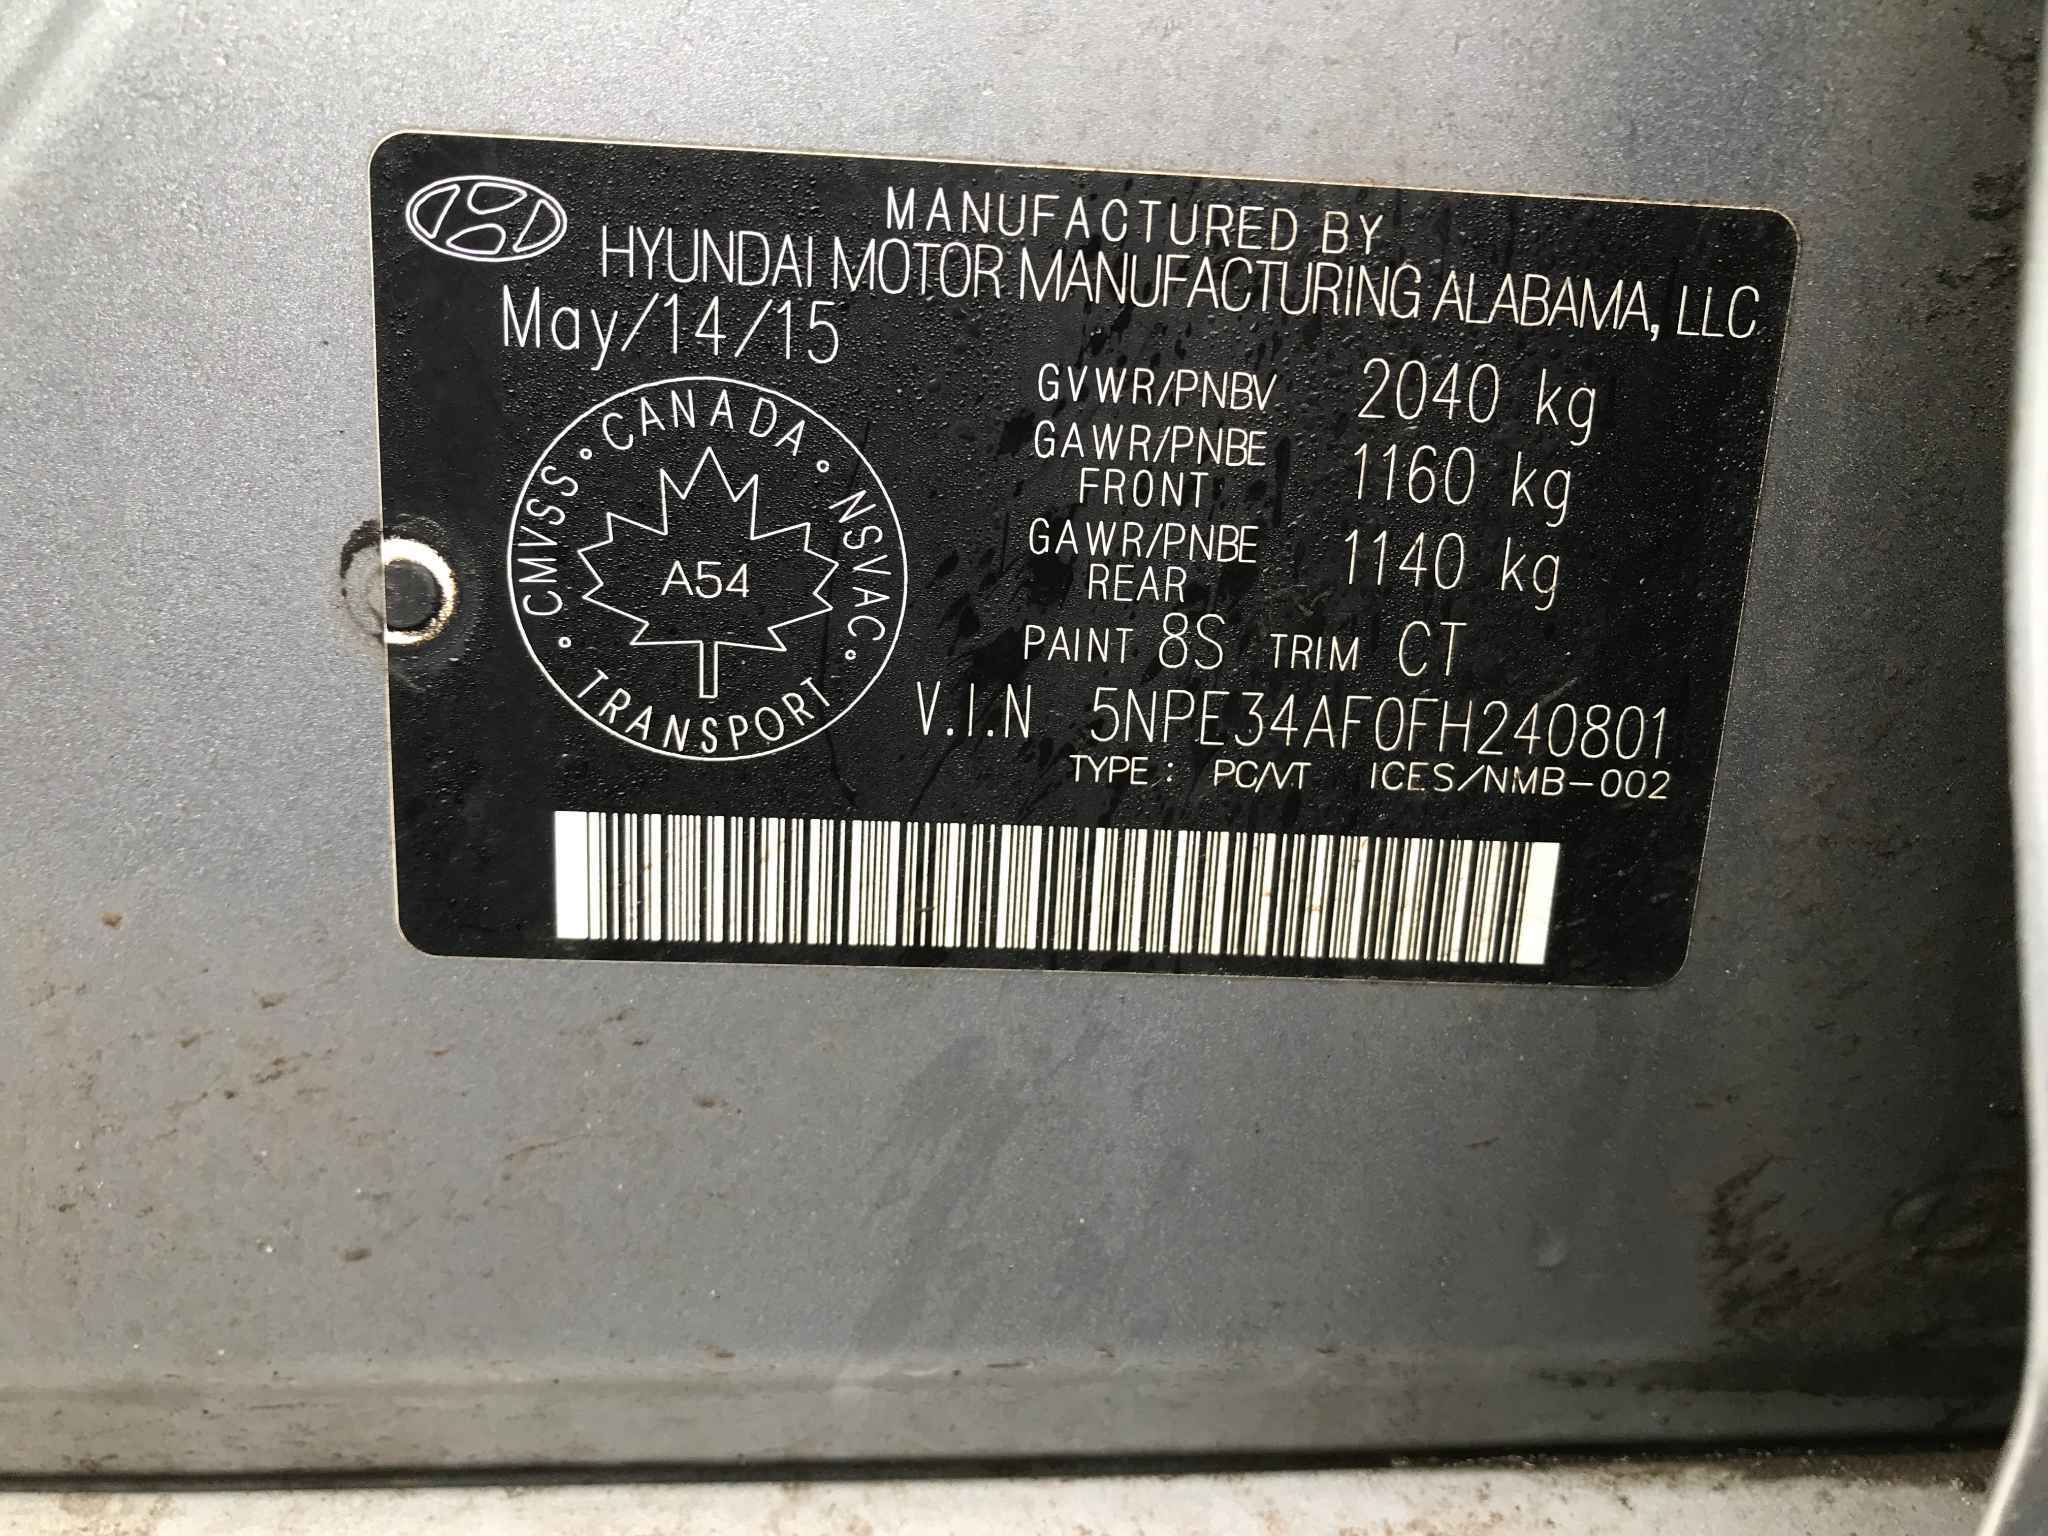 MANUFACTURED BY
HYUNDAI MOTOR MANUFACTURING ALABAMA, LLC
May/14/15
GVWR/PNBV 2040 kg
GAWR/PNBE FRONT 1160 kg
GAWR/PNBE REAR 1140 kg
PAINT 8S TRIM CT
V.I.N 5NPE34AF0FH240801
TYPE: PC/VT ICES/NMB-002
CMVSS · CANADA · NSVAC · TRANSPORT ·
A54